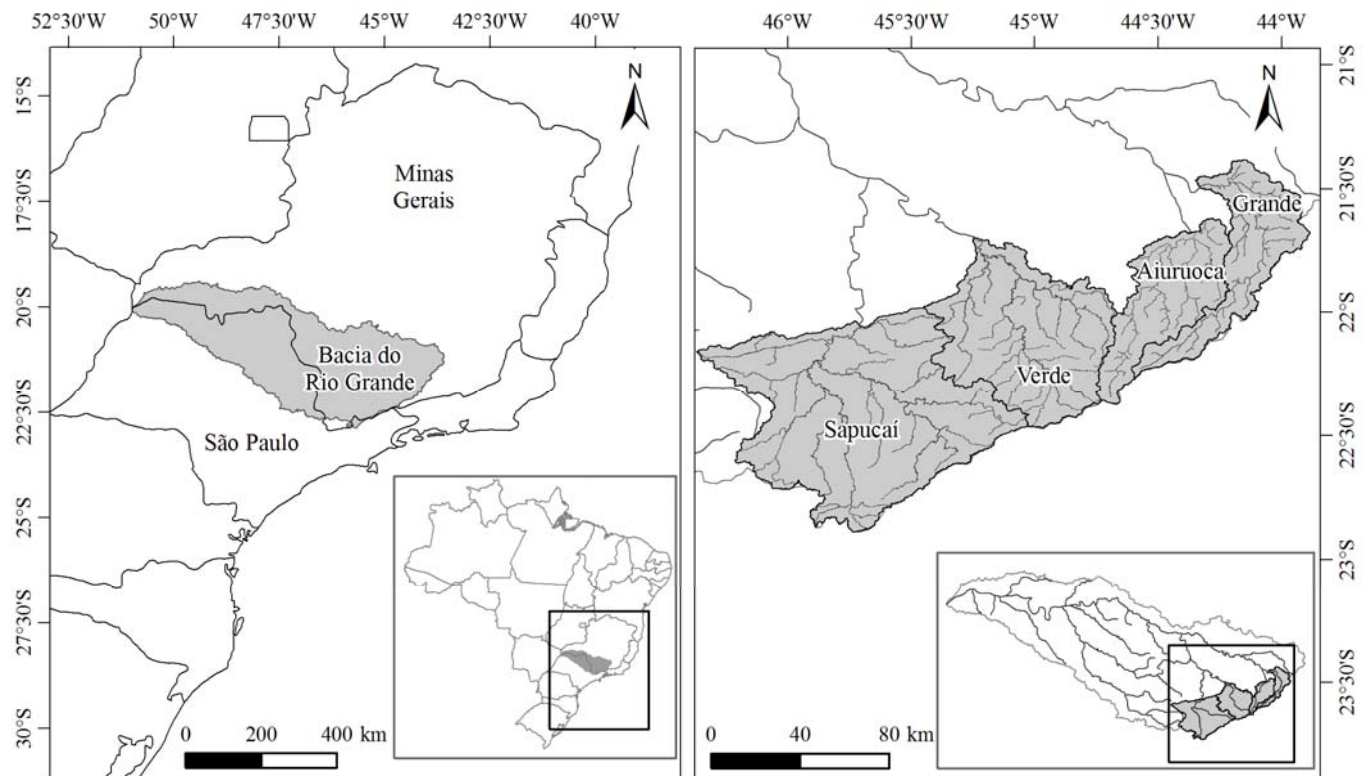 52°30'W 50°W 47°30'W 45°W 42°30'W 40°W
N
15°S
17°30'S
20°S
22°30'S
25°S
27°30'S
30°S
Minas
Gerais
Bacia do
Rio Grande
São Paulo
0 200 400 km
46°W 45°30'W 45°W 44°30'W 44°W
N
21°S
21°30'S
22°S
22°30'S
23°S
23°30'S
Grande
Aiuruoca
Verde
Sapucaí
0 40 80 km